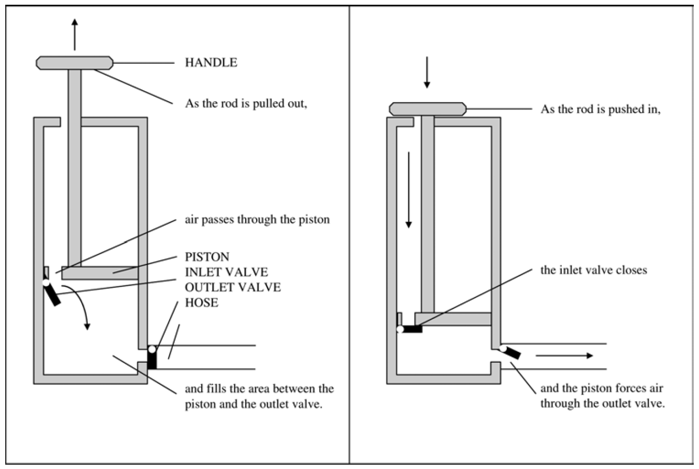 HANDLE
As the rod is pulled out,
air passes through the piston
PISTON
INLET VALVE
OUTLET VALVE
HOSE
and fills the area between the
piston and the outlet valve.
As the rod is pushed in,
the inlet valve closes
and the piston forces air
through the outlet valve.